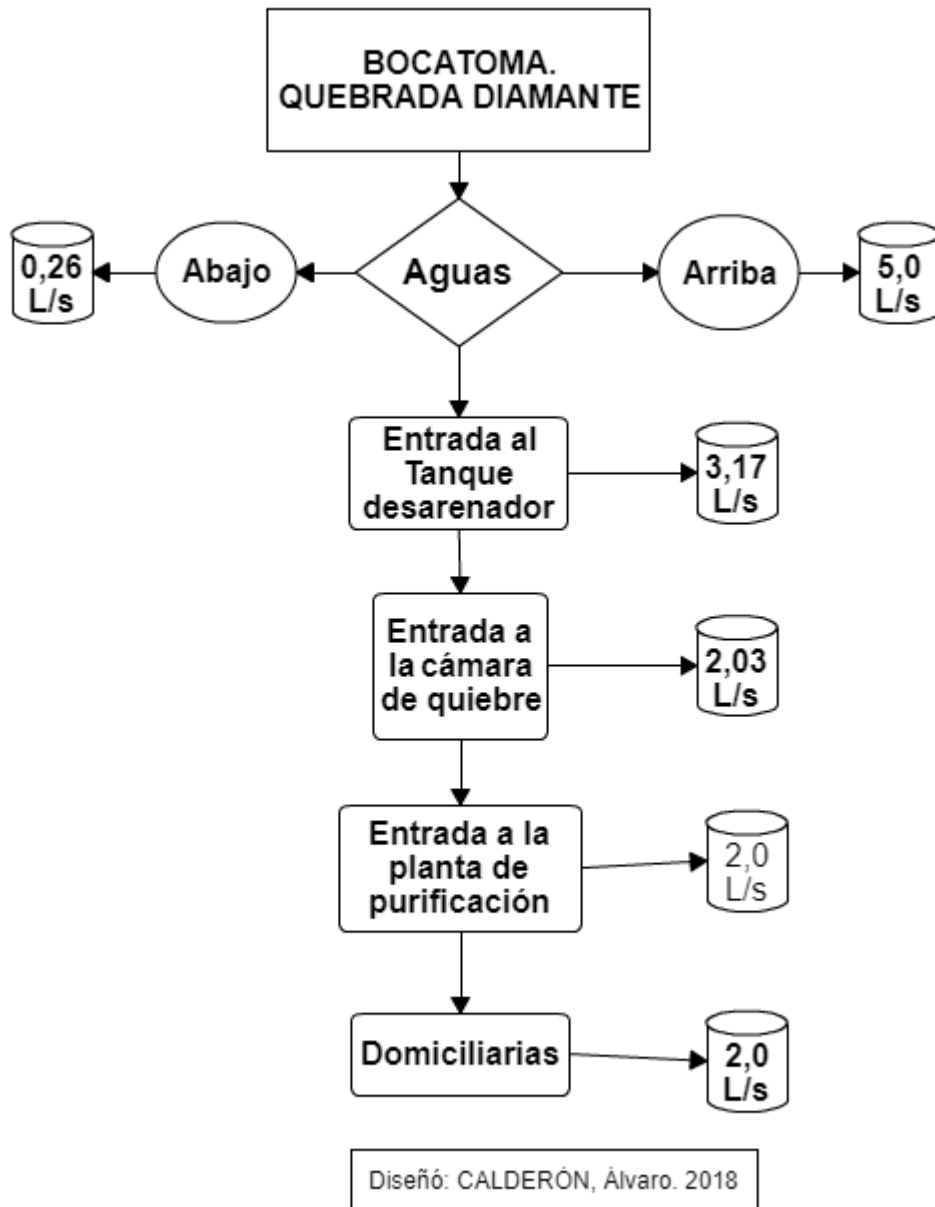 BOCATOMA.
QUEBRADA DIAMANTE
0,26
L/s
Abajo
Aguas
Arriba
5,0
L/s
Entrada al
Tanque
desarenador
3,17
L/s
Entrada a
la cámara
de quiebre
2,03
L/s
Entrada a la
planta de
purificación
2,0
L/s
Domiciliarias
2,0
L/s
Diseñó: CALDERÓN, Álvaro. 2018